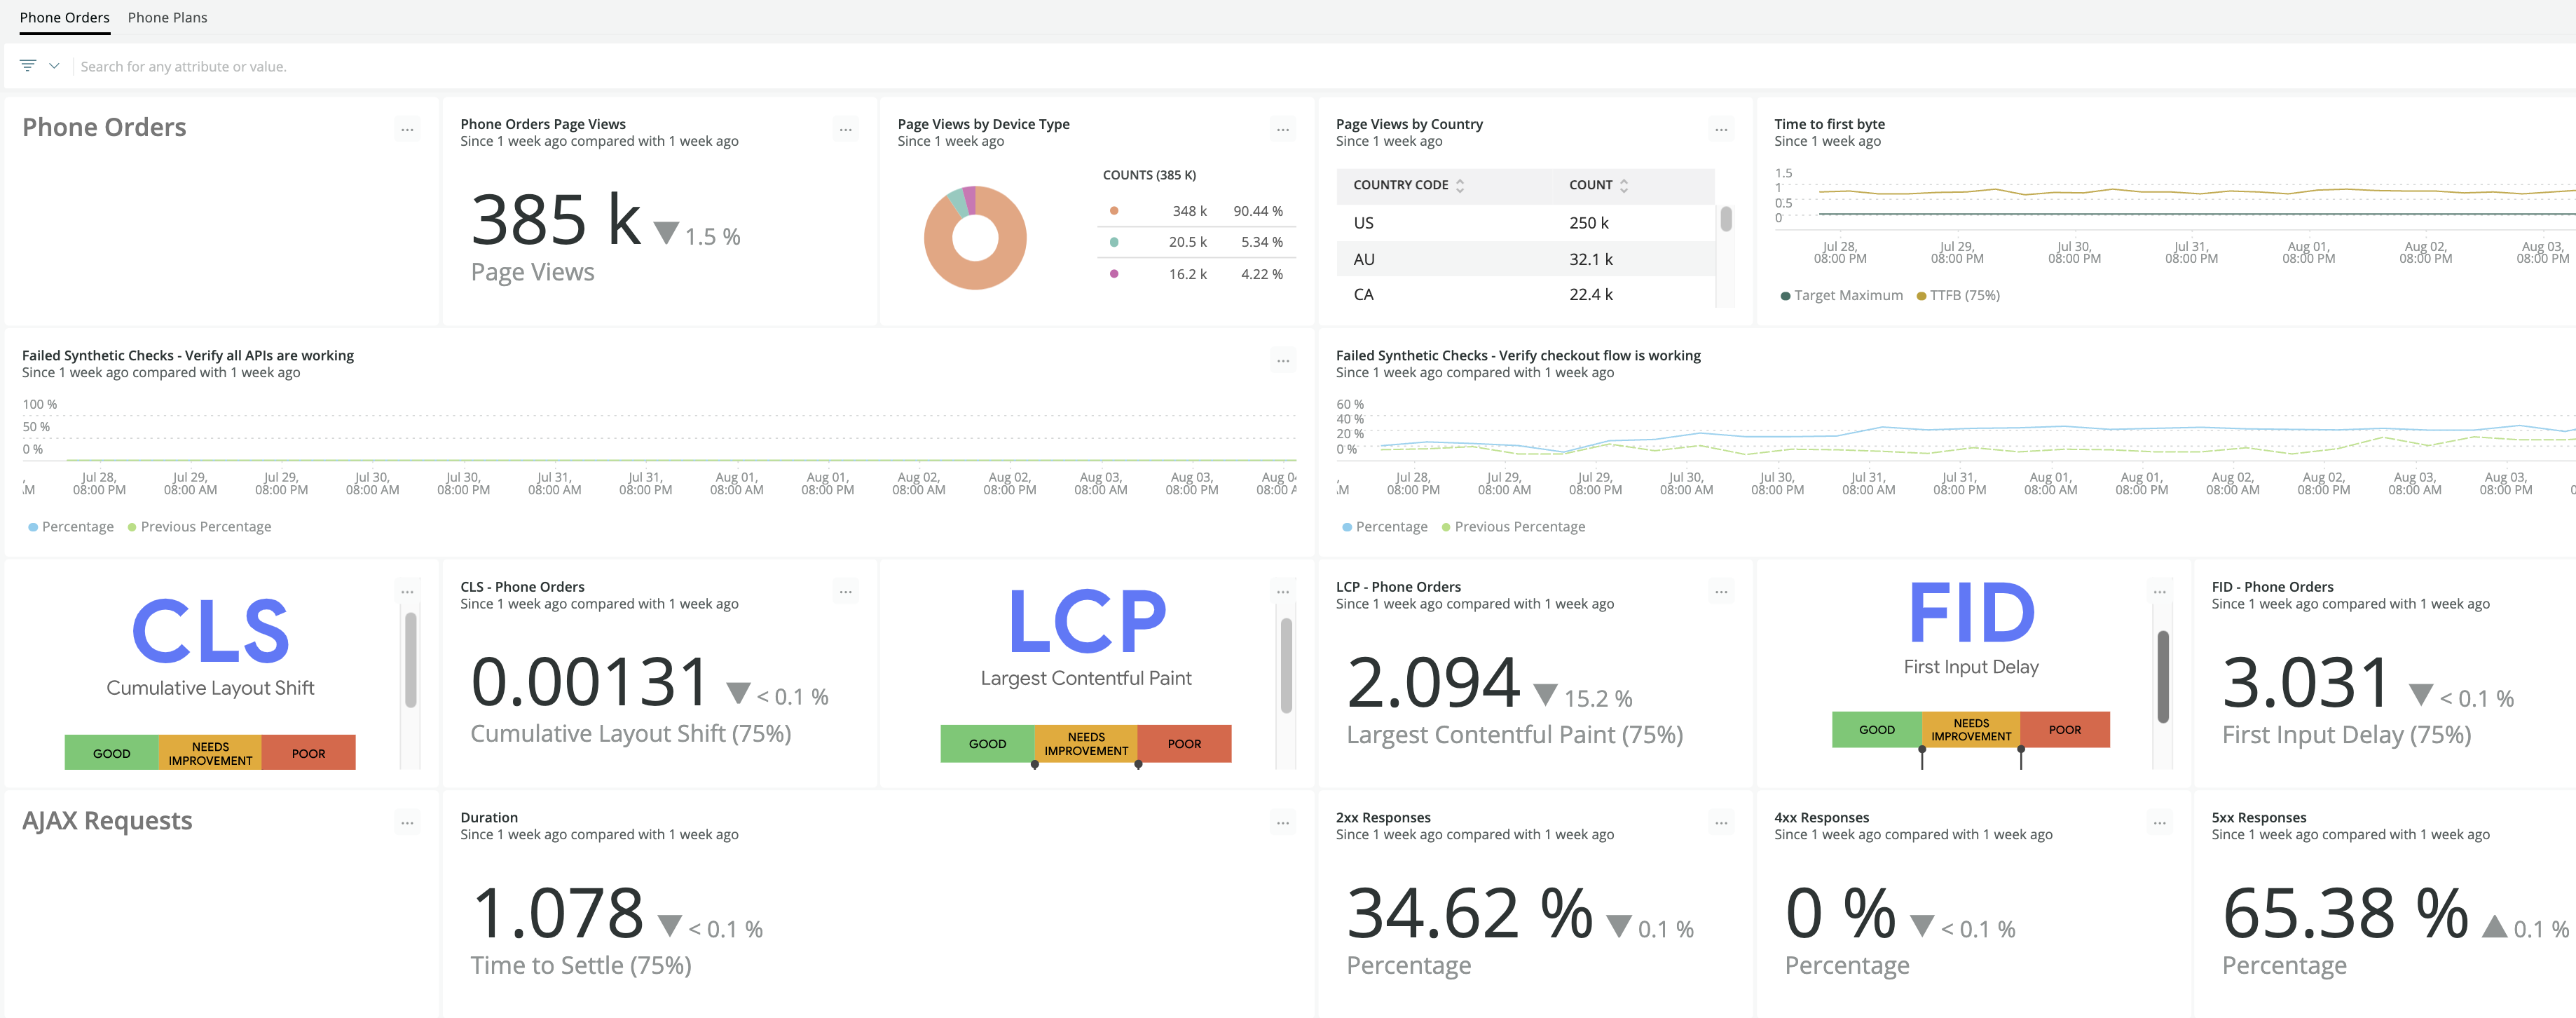 Phone Orders
Phone Plans
Search for any attribute or value.
Phone Orders
...
Phone Orders Page Views
Since 1 week ago compared with 1 week ago
...
385 k
1.5 %
Page Views
Page Views by Device Type
Since 1 week ago
...
COUNTS (385 K)
348 k 90.44 %
20.5 k 5.34 %
16.2 k 4.22 %
Page Views by Country
Since 1 week ago
...
COUNTRY CODE COUNT
US 250 k
AU 32.1 k
CA 22.4 k
Time to first byte
Since 1 week ago
1.5
1
0.5
0
Jul 28, Jul 29, Jul 30, Jul 31, Aug 01, Aug 02, Aug 03,
08:00 PM 08:00 PM 08:00 PM 08:00 PM 08:00 PM 08:00 PM 08:00 PM
Target Maximum TTFB (75%)
Failed Synthetic Checks - Verify all APIs are working
Since 1 week ago compared with 1 week ago
...
100 %
50 %
0 %
, Jul 28, Jul 29, Jul 29, Jul 30, Jul 30, Jul 31, Jul 31, Aug 01, Aug 01, Aug 02, Aug 02, Aug 03, Aug 03, Aug 04
M 08:00 PM 08:00 AM 08:00 PM 08:00 AM 08:00 PM 08:00 AM 08:00 PM 08:00 AM 08:00 PM 08:00 AM 08:00 PM 08:00 AM 08:00 PM 08:00 A
Percentage Previous Percentage
Failed Synthetic Checks - Verify checkout flow is working
Since 1 week ago compared with 1 week ago
60 %
40 %
20 %
0 %
, Jul 28, Jul 29, Jul 29, Jul 30, Jul 30, Jul 31, Jul 31, Aug 01, Aug 01, Aug 02, Aug 02, Aug 03, Aug 03,
M 08:00 PM 08:00 AM 08:00 PM 08:00 AM 08:00 PM 08:00 AM 08:00 PM 08:00 AM 08:00 PM 08:00 AM 08:00 PM 08:00 AM 08:00 PM 0
Percentage Previous Percentage
...
CLS
Cumulative Layout Shift
GOOD
NEEDS
IMPROVEMENT
POOR
CLS - Phone Orders
Since 1 week ago compared with 1 week ago
...
0.00131
< 0.1 %
Cumulative Layout Shift (75%)
...
LCP
Largest Contentful Paint
GOOD
NEEDS
IMPROVEMENT
POOR
LCP - Phone Orders
Since 1 week ago compared with 1 week ago
...
2.094
15.2 %
Largest Contentful Paint (75%)
...
FID
First Input Delay
GOOD
NEEDS
IMPROVEMENT
POOR
FID - Phone Orders
Since 1 week ago compared with 1 week ago
3.031
< 0.1 %
First Input Delay (75%)
AJAX Requests
...
Duration
Since 1 week ago compared with 1 week ago
...
1.078
< 0.1 %
Time to Settle (75%)
2xx Responses
Since 1 week ago compared with 1 week ago
...
34.62 %
0.1 %
Percentage
4xx Responses
Since 1 week ago compared with 1 week ago
...
0 %
< 0.1 %
Percentage
5xx Responses
Since 1 week ago compared with 1 week ago
65.38 %
0.1 %
Percentage